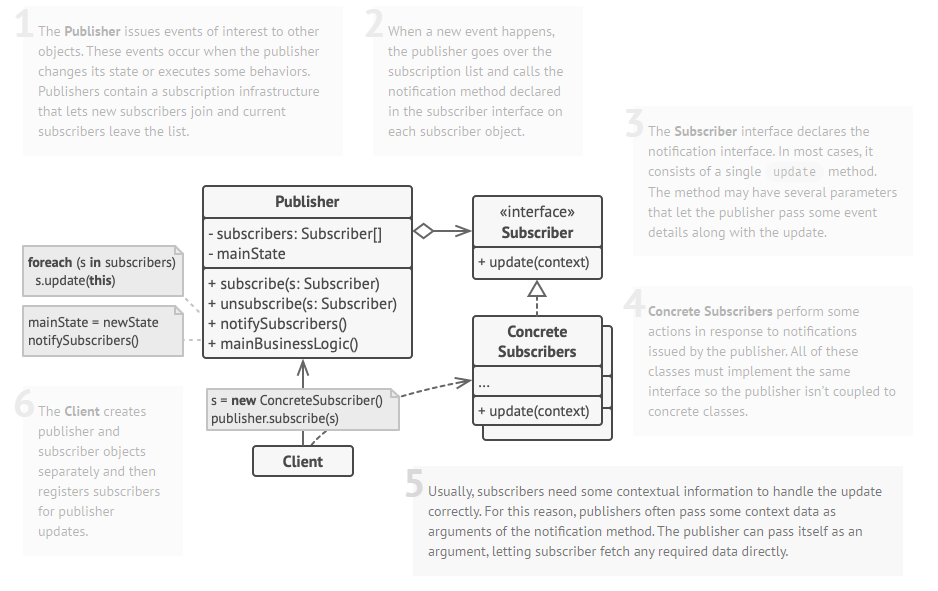 1
The Publisher issues events of interest to other
objects. These events occur when the publisher
changes its state or executes some behaviors.
Publishers contain a subscription infrastructure
that lets new subscribers join and current
subscribers leave the list.
2
When a new event happens,
the publisher goes over the
subscription list and calls the
notification method declared
in the subscriber interface on
each subscriber object.
3
The Subscriber interface declares the
notification interface. In most cases, it
consists of a single update method.
The method may have several parameters
that let the publisher pass some event
details along with the update.
Publisher
- subscribers: Subscriber[]
- mainState
+ subscribe(s: Subscriber)
+ unsubscribe(s: Subscriber)
+ notifySubscribers()
+ mainBusinessLogic()
«interface»
Subscriber
+ update(context)
foreach (s in subscribers)
s.update(this)
mainState = newState
notifySubscribers()
Concrete
Subscribers
...
+ update(context)
4
Concrete Subscribers perform some
actions in response to notifications
issued by the publisher. All of these
classes must implement the same
interface so the publisher isn't coupled to
concrete classes.
s = new ConcreteSubscriber()
publisher.subscribe(s)
Client
6
The Client creates
publisher and
subscriber objects
separately and then
registers subscribers
for publisher
updates.
5
Usually, subscribers need some contextual information to handle the update
correctly. For this reason, publishers often pass some context data as
arguments of the notification method. The publisher can pass itself as an
argument, letting subscriber fetch any required data directly.